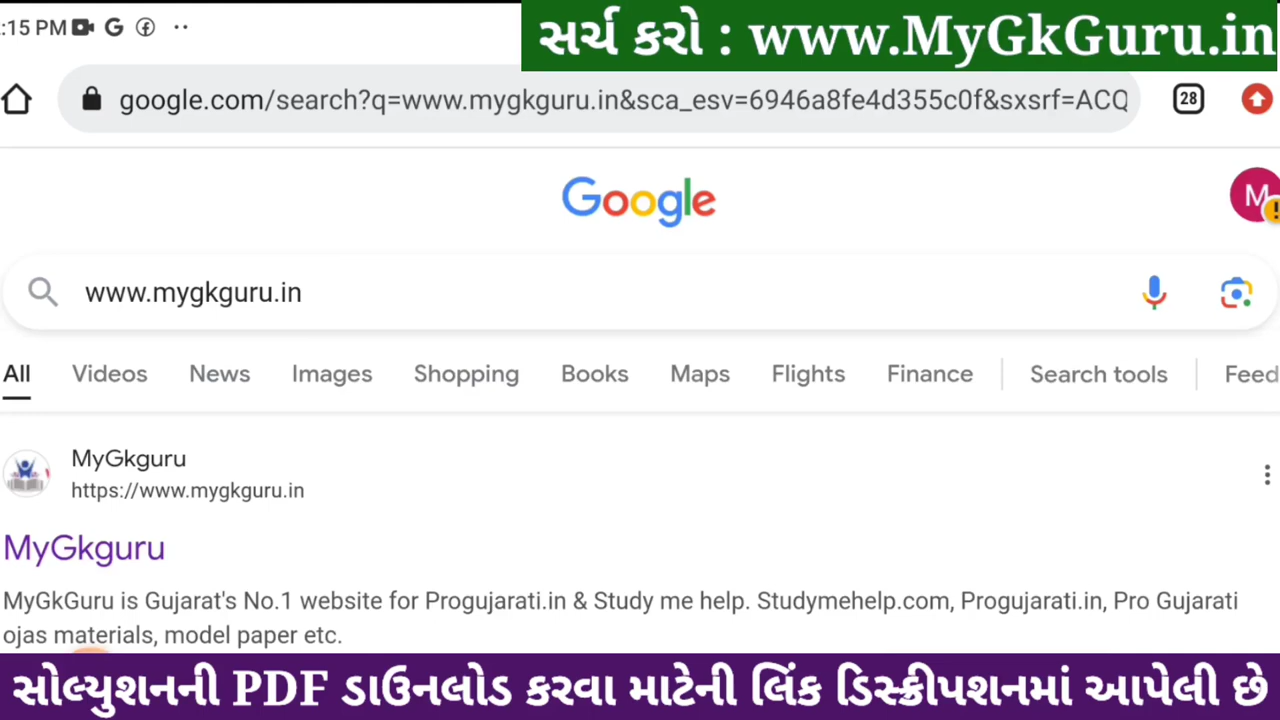 :15 PM G
સર્ચ કરો : www.MyGkGuru.in
google.com/search?q=www.mygkguru.in&sca_esv=6946a8fe4d355c0f&sxsrf=ACQ
28
Google
M
www.mygkguru.in
All Videos News Images Shopping Books Maps Flights Finance Search tools Feed
MyGkguru
https://www.mygkguru.in
MyGkguru
MyGkGuru is Gujarat's No.1 website for Progujarati.in & Study me help. Studymehelp.com, Progujarati.in, Pro Gujarati
ojas materials, model paper etc.
સોલ્યુશનની PDF ડાઉનલોડ કરવા માટેની લિંક ડિસ્ક્રીપશનમાં આપેલી છે